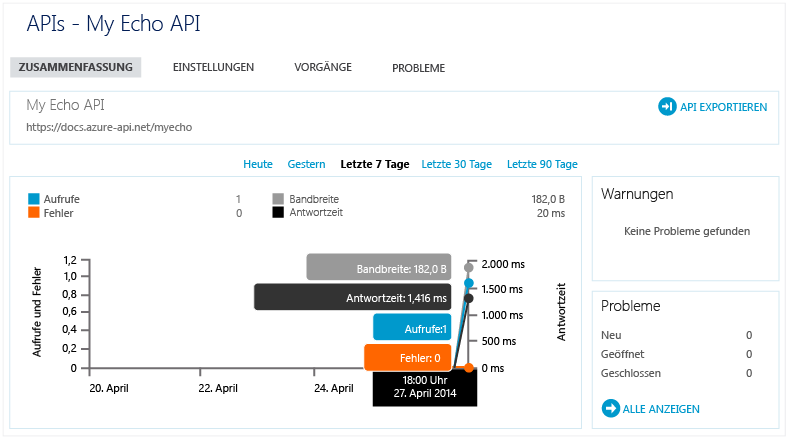 APIs - My Echo API
ZUSAMMENFASSUNG EINSTELLUNGEN VORGÄNGE PROBLEME
My Echo API
API EXPORTIEREN
https://docs.azure-api.net/myecho
Heute Gestern Letzte 7 Tage Letzte 30 Tage Letzte 90 Tage
Aufrufe 1 Bandbreite 182,0 B
Fehler 0 Antwortzeit 20 ms
Aufrufe und Fehler
1,2
1,0
0,8
0,6
0,4
0,2
0
Bandbreite: 182,0 B
Antwortzeit: 1,416 ms
Aufrufe:1
Fehler: 0
18:00 Uhr
27. April 2014
2.000 ms
1.500 ms
1.000 ms
500 ms
0 ms
Antwortzeit
20. April 22. April 24. April
Warnungen
Keine Probleme gefunden
Probleme
Neu 0
Geöffnet 0
Geschlossen 0
ALLE ANZEIGEN